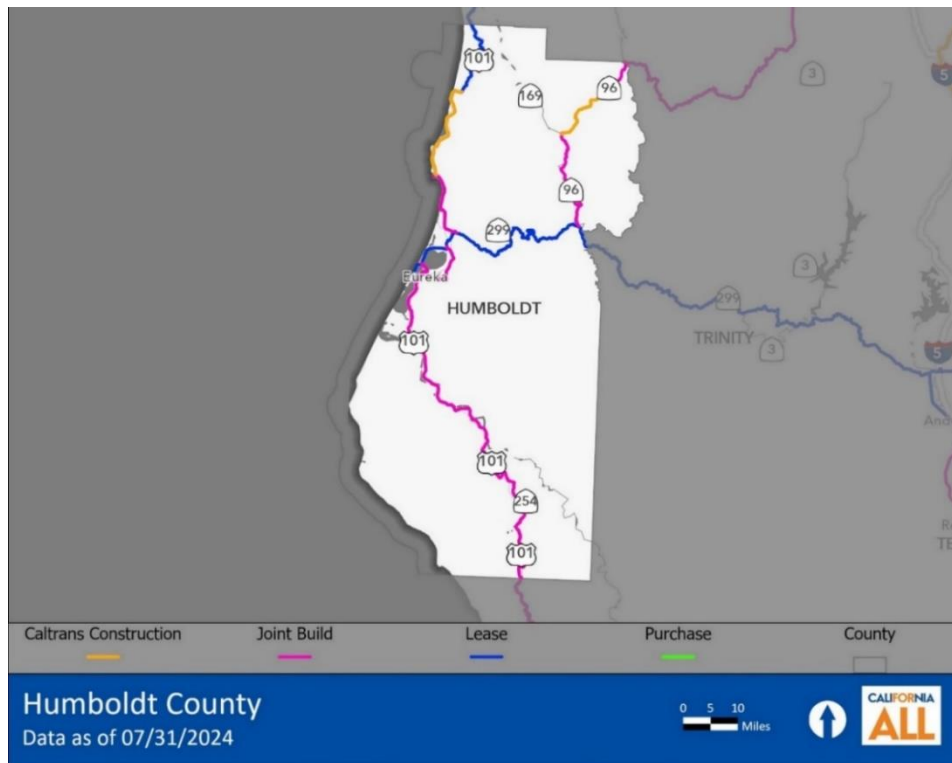 101
169
96
3
5
96
299
Eureka
HUMBOLDT
3
299
TRINITY
3
5
101
101
254
101
Caltrans Construction
Joint Build
Lease
Purchase
County
Humboldt County
Data as of 07/31/2024
0 5 10
Miles
CALIFORNIA
ALL